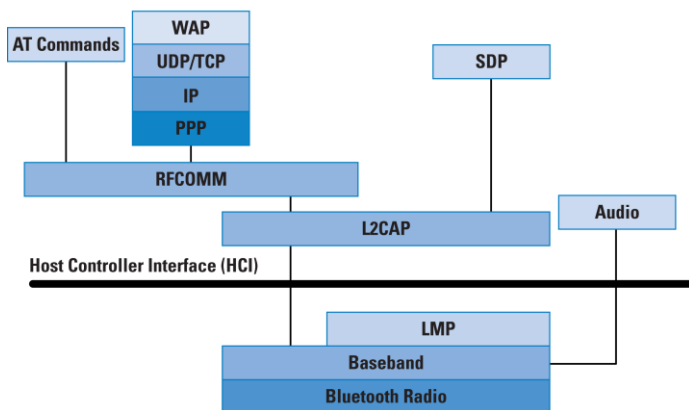 WAP
AT Commands
UDP/TCP
SDP
IP
PPP
RFCOMM
Audio
L2CAP
Host Controller Interface (HCI)
LMP
Baseband
Bluetooth Radio